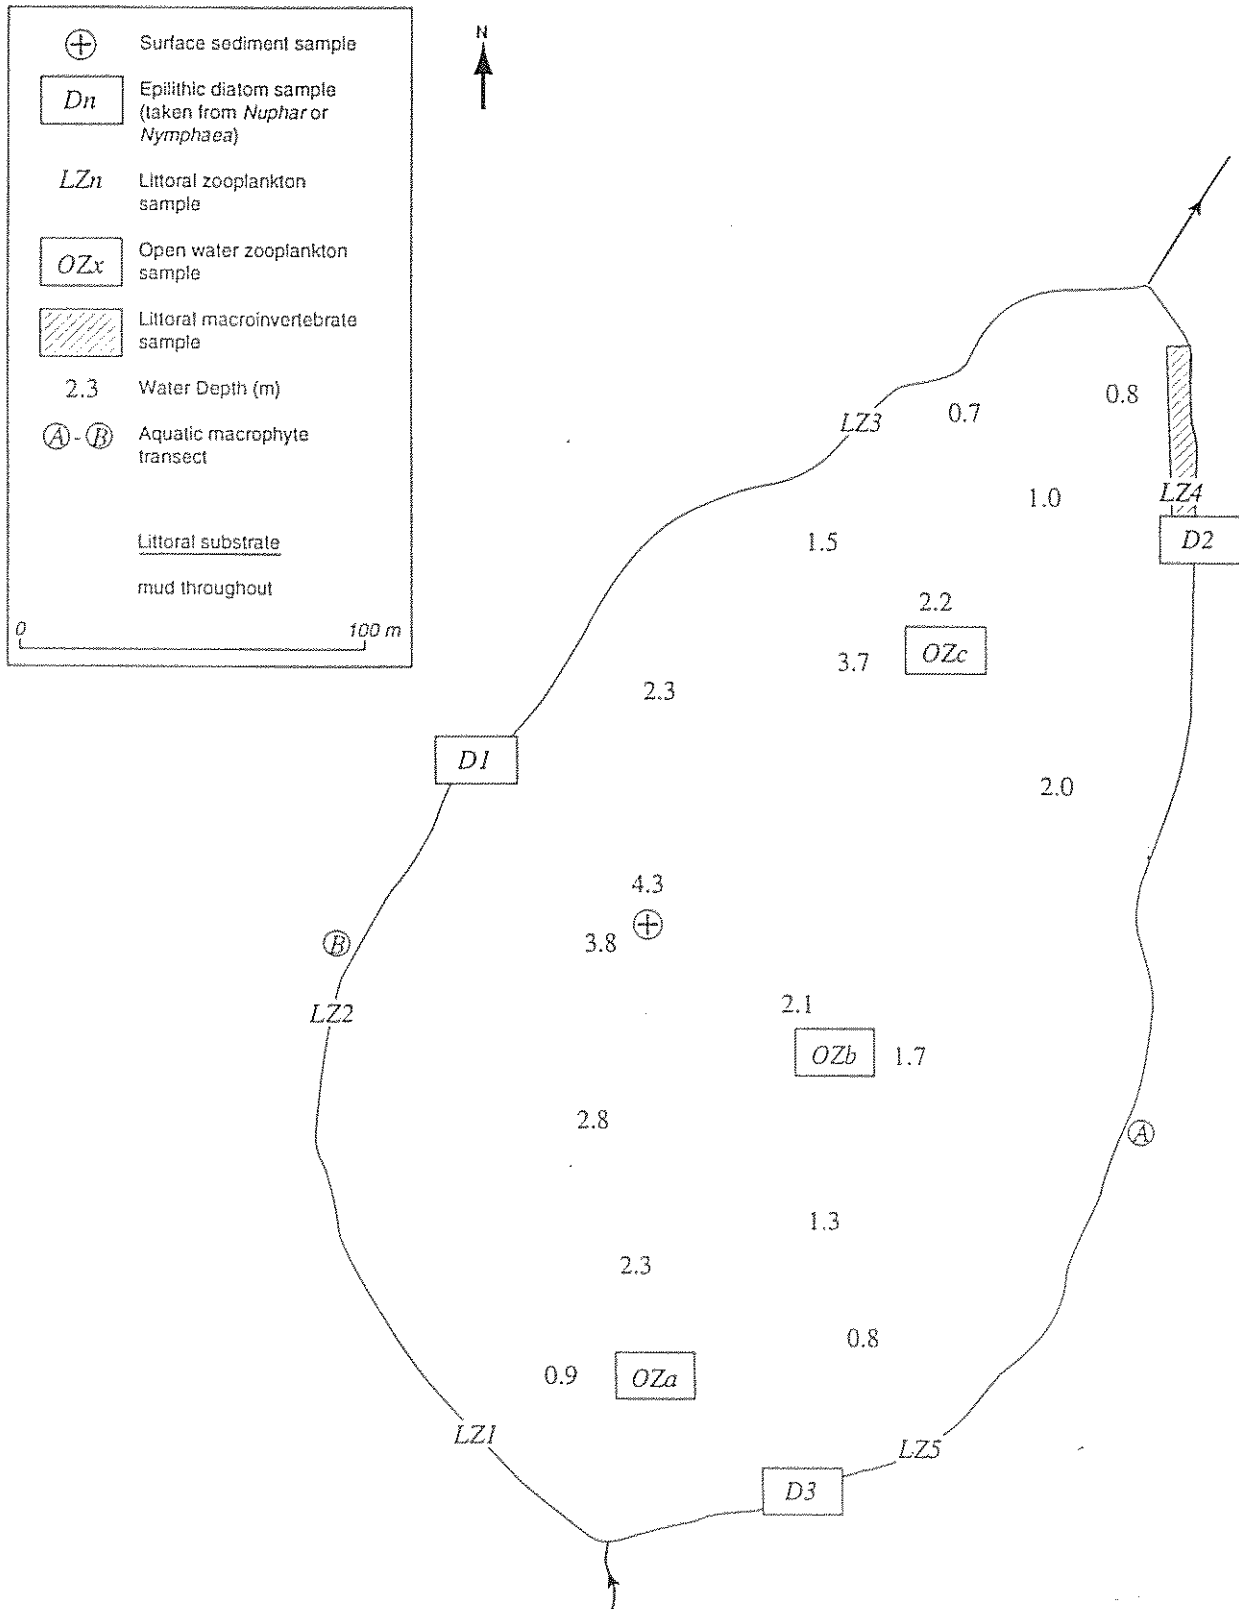 Surface sediment sample
Dn
Epilithic diatom sample
(taken from Nuphar or
Nymphaea)
LZn
Littoral zooplankton
sample
OZx
Open water zooplankton
sample
Littoral macroinvertebrate
sample
2.3
Water Depth (m)
A - B
Aquatic macrophyte
transect
Littoral substrate
mud throughout
0
100 m
N
0.8
LZ3
0.7
LZ4
1.0
1.5
D2
2.2
OZc
3.7
2.3
D1
2.0
4.3
B
3.8
2.1
LZ2
OZb
1.7
2.8
A
1.3
2.3
0.8
0.9
OZa
LZ1
LZ5
D3